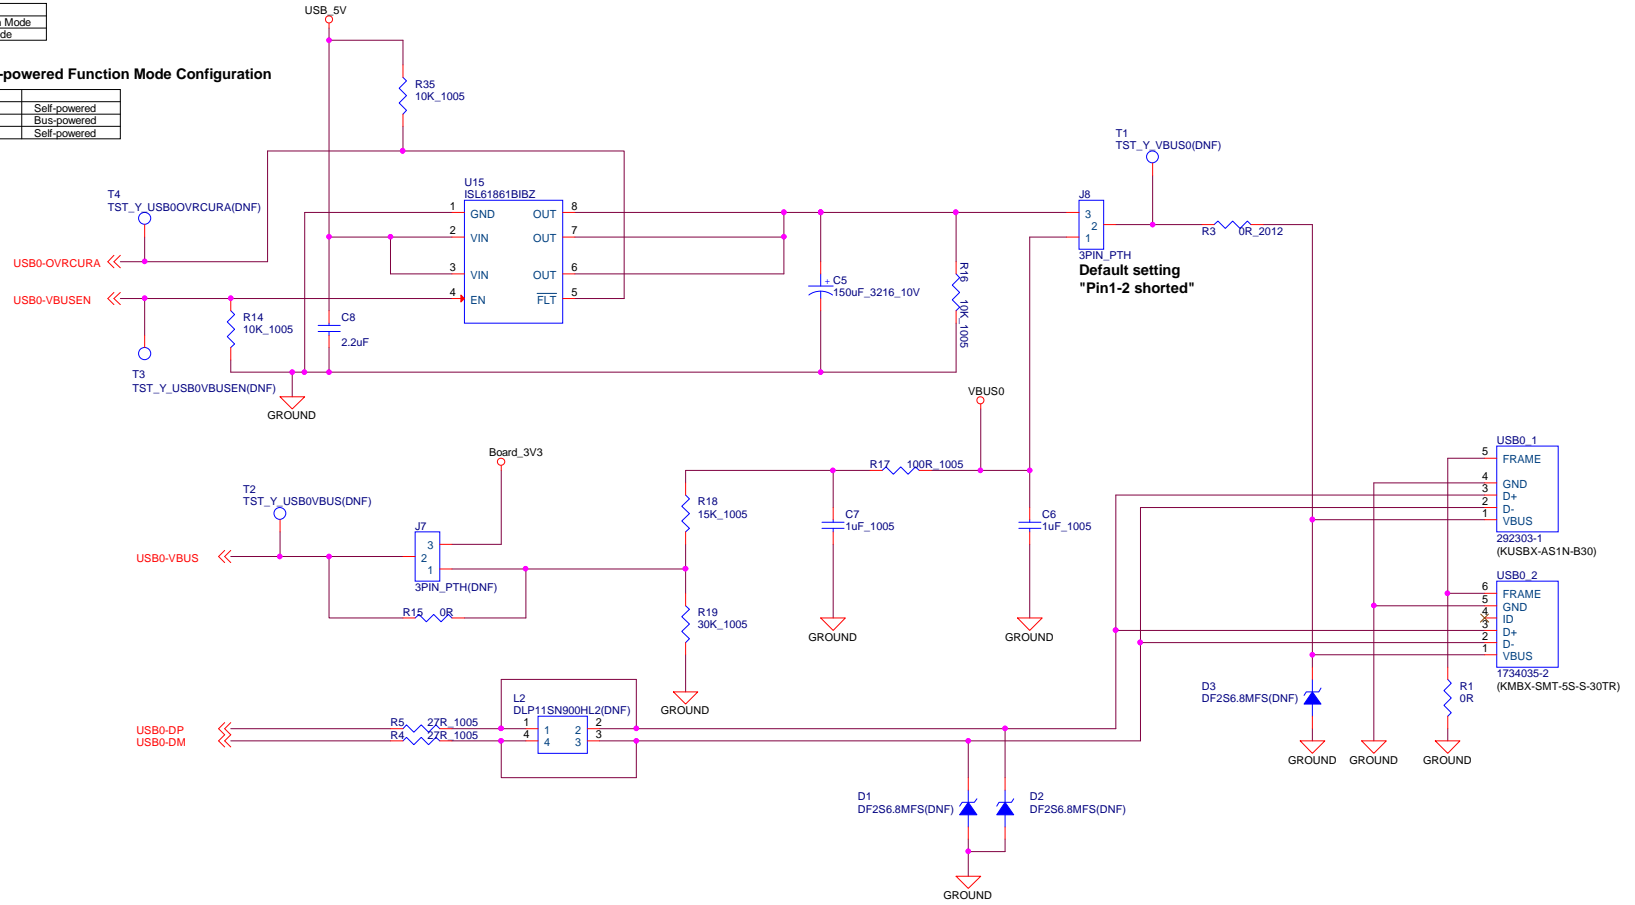 Mode
USB_5V
-powered Function Mode Configuration
Self-powered
Bus-powered
Self-powered
R35
10K_1005
T1
TST_Y_VBUS0(DNF)
T4
TST_Y_USB0OVRCURA(DNF)
U15
ISL61861BIBZ
1 GND OUT 8
2 VIN OUT 7
3 VIN OUT 6
4 EN FLT 5
J8
3
2
1
3PIN_PTH
Default setting
"Pin1-2 shorted"
R3 0R_2012
USB0-OVRCURA
USB0-VBUSEN
R14
10K_1005
C8
2.2uF
+ C5
150uF_3216_10V
R16
10K_1005
T3
TST_Y_USB0VBUSEN(DNF)
GROUND
VBUS0
Board_3V3
R17 100R_1005
T2
TST_Y_USB0VBUS(DNF)
R18
15K_1005
C7
1uF_1005
C6
1uF_1005
J7
3
2
1
3PIN_PTH(DNF)
USB0-VBUS
R15 0R
R19
30K_1005
GROUND
GROUND
GROUND
USB0_1
5 FRAME
4 GND
3 D+
2 D-
1 VBUS
292303-1
(KUSBX-AS1N-B30)
USB0_2
6 FRAME
5 GND
4 ID
3 D+
2 D-
1 VBUS
1734035-2
(KMBX-SMT-5S-S-30TR)
L2
DLP11SN900HL2(DNF)
1 1 2 2
4 4 3 3
USB0-DP
USB0-DM
R5 27R_1005
R4 27R_1005
D3
DF2S6.8MFS(DNF)
R1
0R
GROUND
GROUND
GROUND
D1
DF2S6.8MFS(DNF)
D2
DF2S6.8MFS(DNF)
GROUND